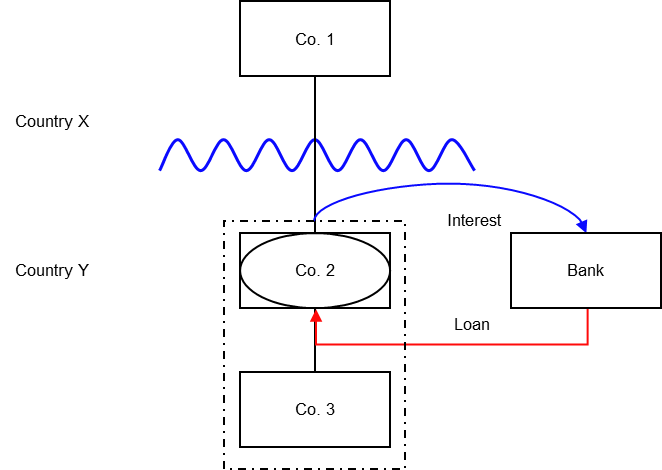 Co. 1
Country X
Interest
Country Y
Co. 2
Bank
Loan
Co. 3